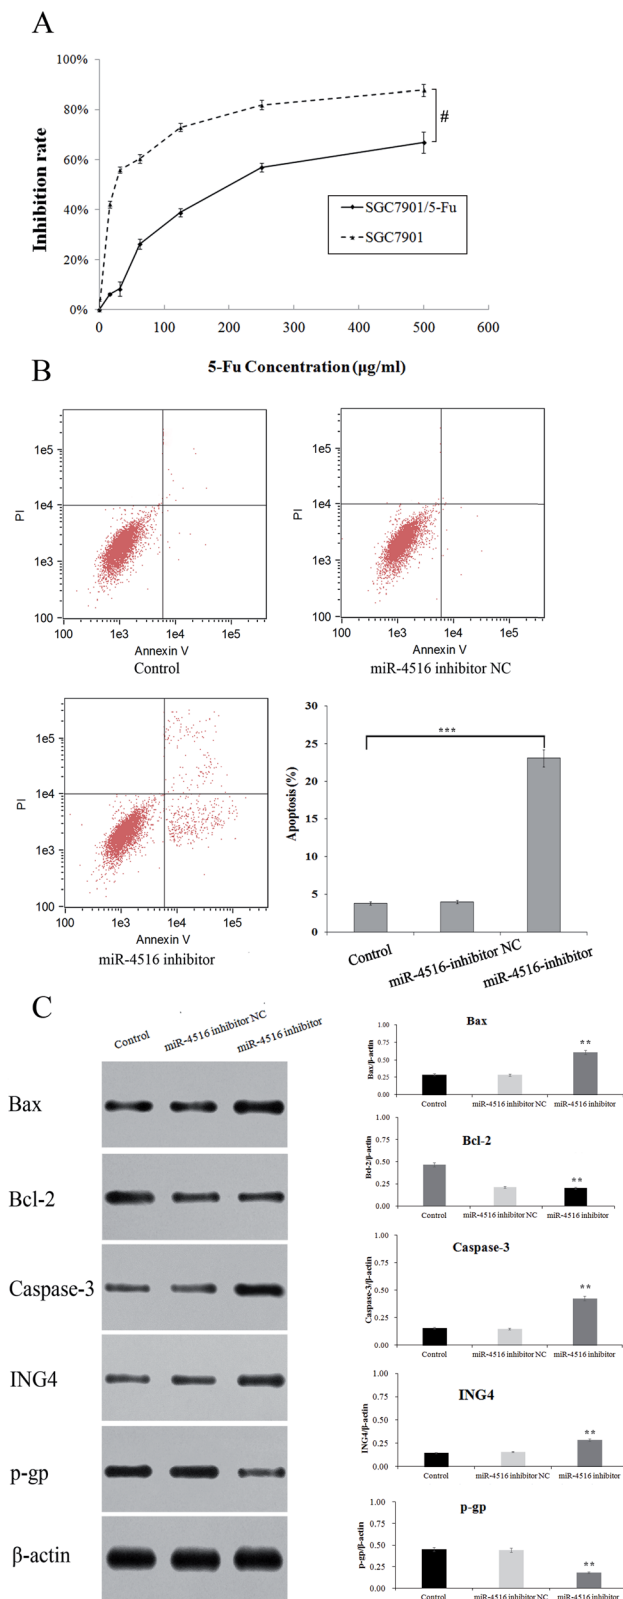 A
100%
80%
60%
40%
20%
0%
Inhibition rate
#
SGC7901/5-Fu
SGC7901
0 100 200 300 400 500 600
5-Fu Concentration (μg/ml)
B
1e5
1e4
1e3
100
PI
100 1e3 1e4 1e5
Annexin V
Control
1e5
1e4
1e3
100
PI
100 1e3 1e4 1e5
Annexin V
miR-4516 inhibitor NC
1e5
1e4
1e3
100
PI
100 1e3 1e4 1e5
Annexin V
miR-4516 inhibitor
30
25
20
15
10
5
0
Apoptosis (%)
***
Control
miR-4516-inhibitor NC
miR-4516-inhibitor
C
Control
miR-4516 inhibitor NC
miR-4516 inhibitor
Bax
Bcl-2
Caspase-3
ING4
p-gp
β-actin
Bax
1.00
0.75
0.50
0.25
0.00
Bax/β-actin
**
Control miR-4516 inhibitor NC miR-4516 inhibitor
Bcl-2
1.00
0.75
0.50
0.25
0.00
Bcl-2/β-actin
**
Control miR-4516 inhibitor NC miR-4516 inhibitor
Caspase-3
1.00
0.75
0.50
0.25
0.00
Caspase-3/β-actin
**
Control miR-4516 inhibitor NC miR-4516 inhibitor
ING4
1.00
0.75
0.50
0.25
0.00
ING4/β-actin
**
Control miR-4516 inhibitor NC miR-4516 inhibitor
p-gp
1.00
0.75
0.50
0.25
0.00
p-gp/β-actin
**
Control miR-4516 inhibitor NC miR-4516 inhibitor